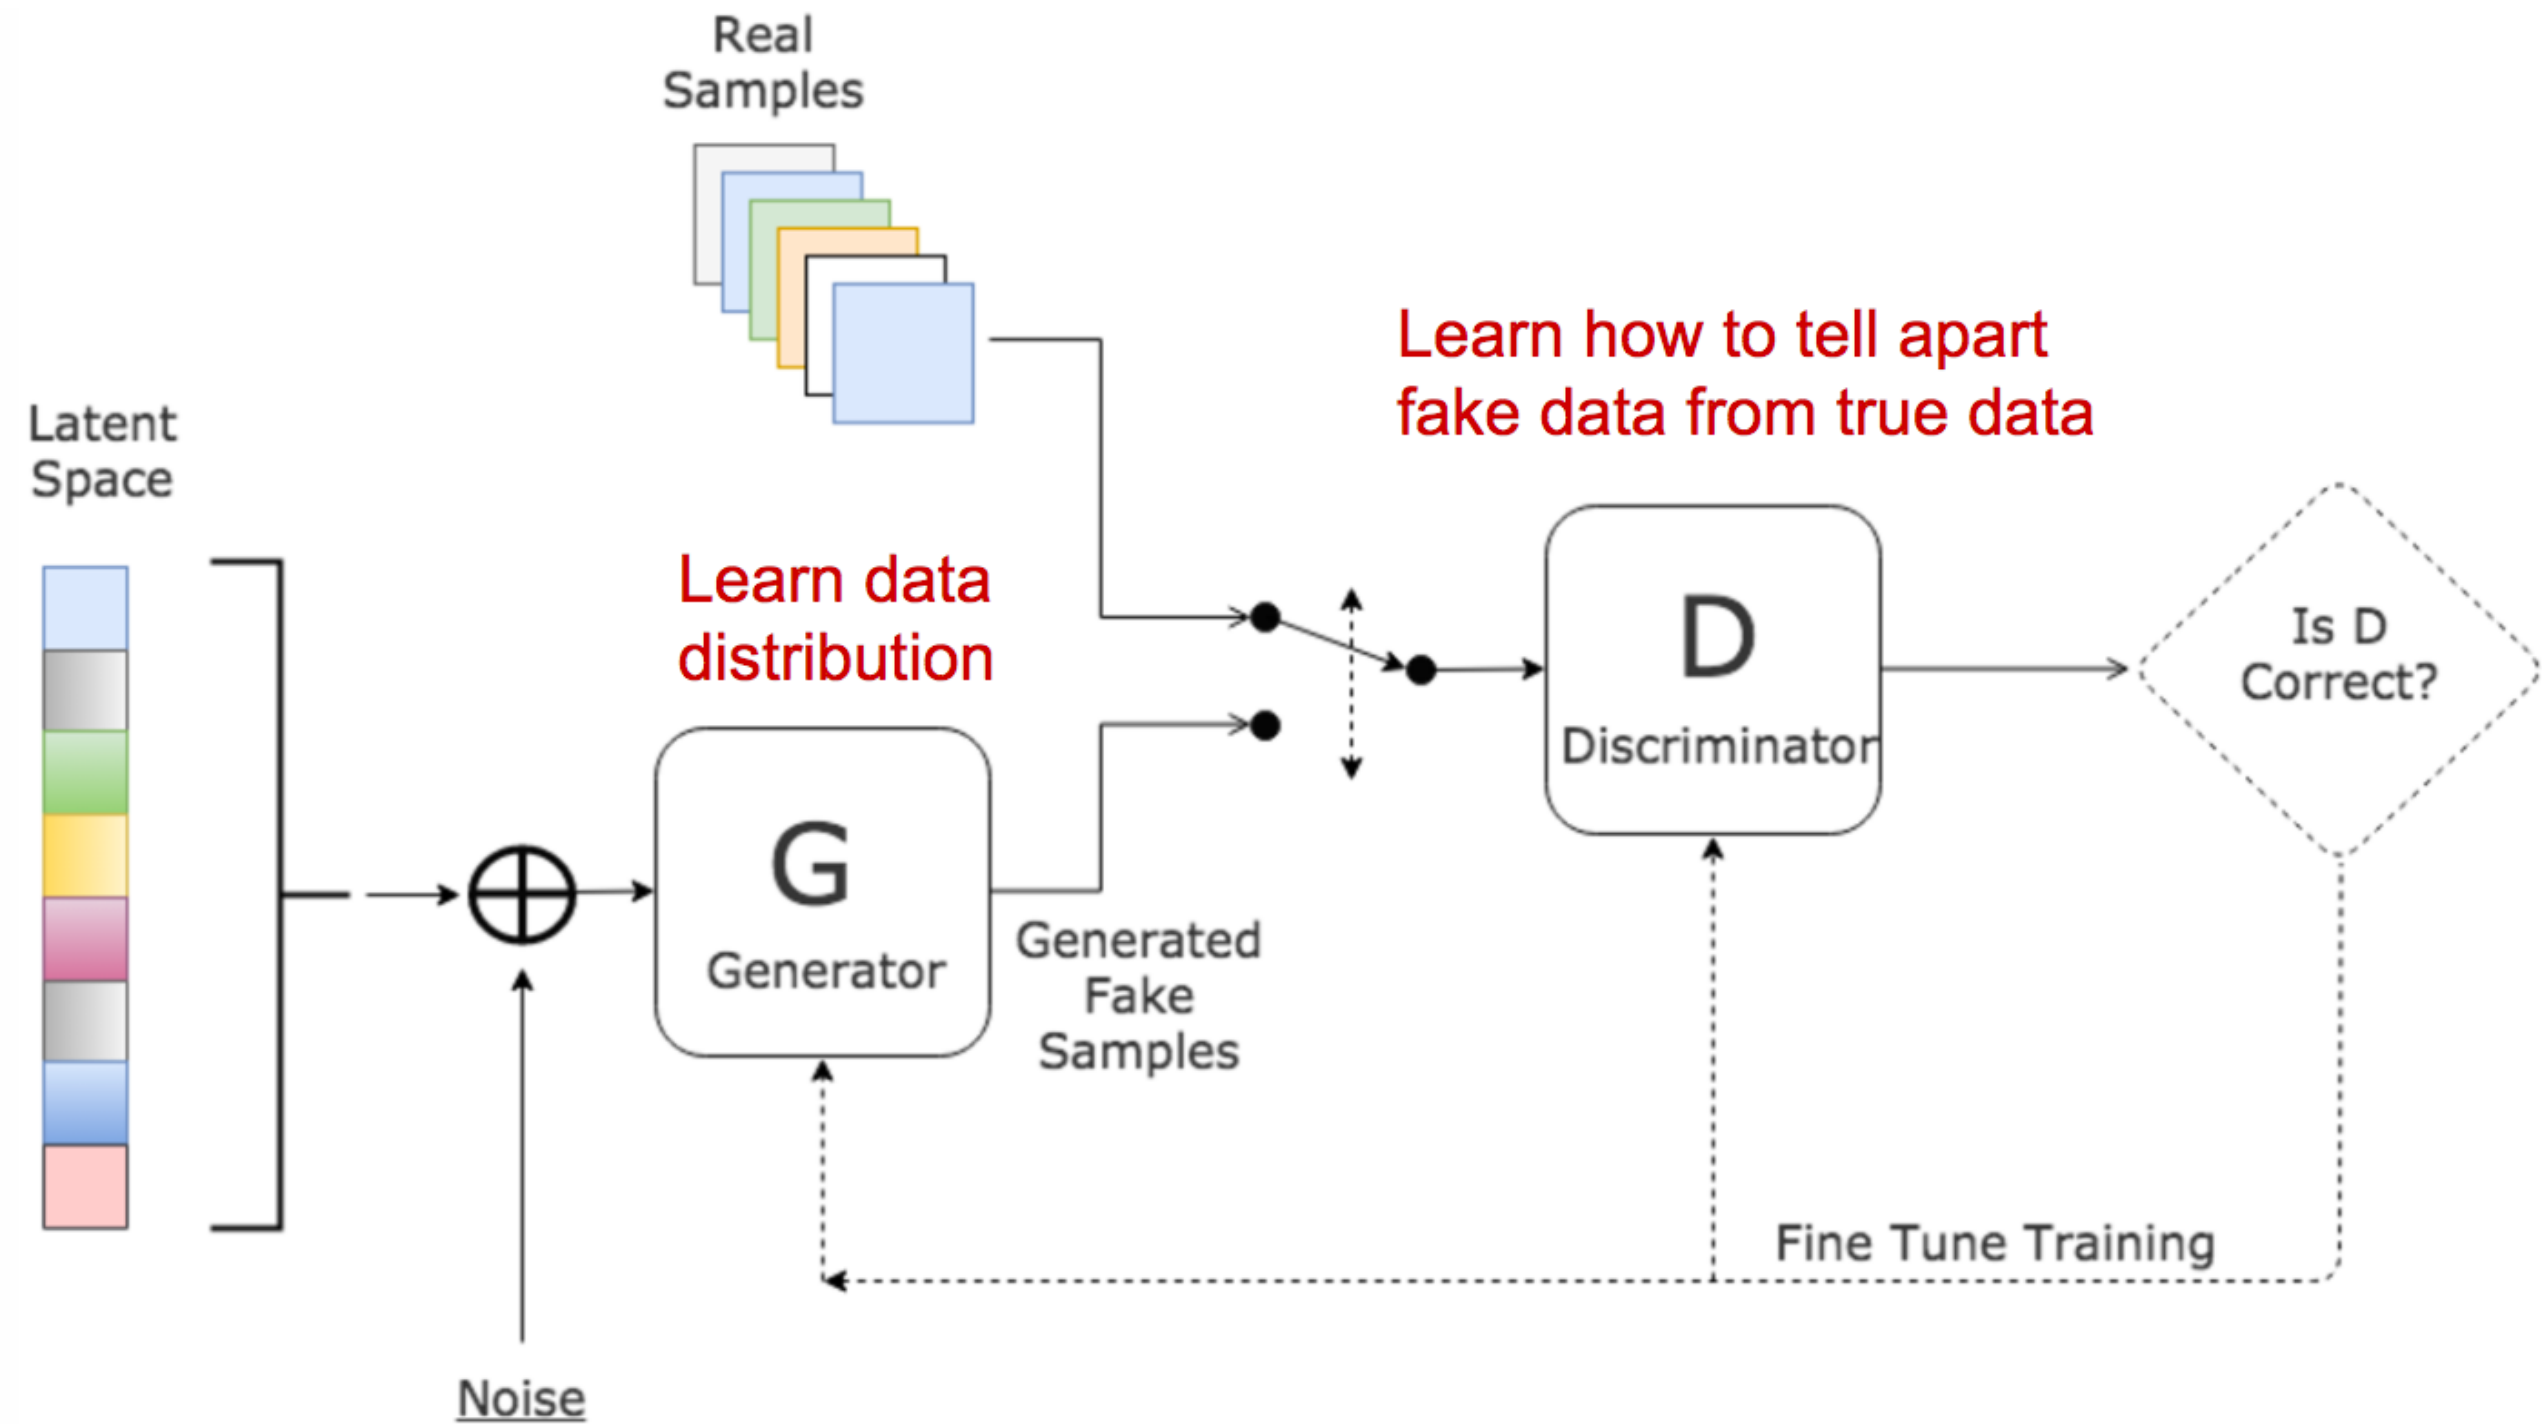 Real
Samples
Latent
Space
Learn how to tell apart
fake data from true data
Learn data
distribution
G
Generator
Generated
Fake
Samples
D
Discriminator
Is D
Correct?
Fine Tune Training
Noise